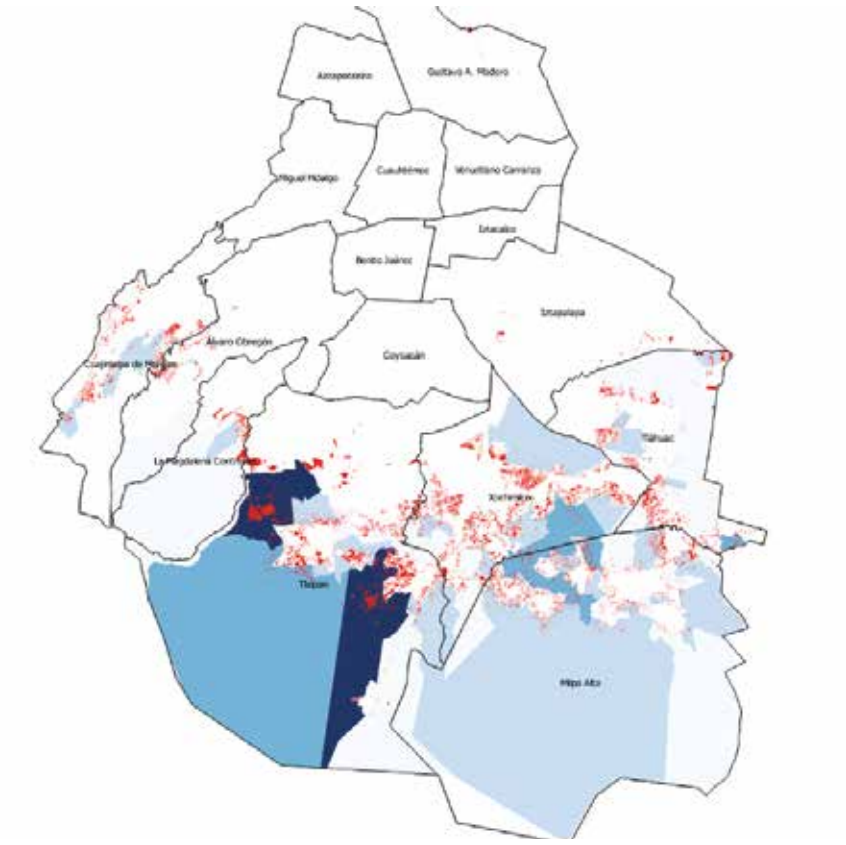 Azcapotzalco
Gustavo A. Madero
Miguel Hidalgo
Cuauhtémoc
Venustiano Carranza
Iztacalco
Benito Juárez
Iztapalapa
Álvaro Obregón
Coyoacán
Cuajimalpa de Morelos
Tláhuac
La Magdalena Contreras
Xochimilco
Tlalpan
Milpa Alta